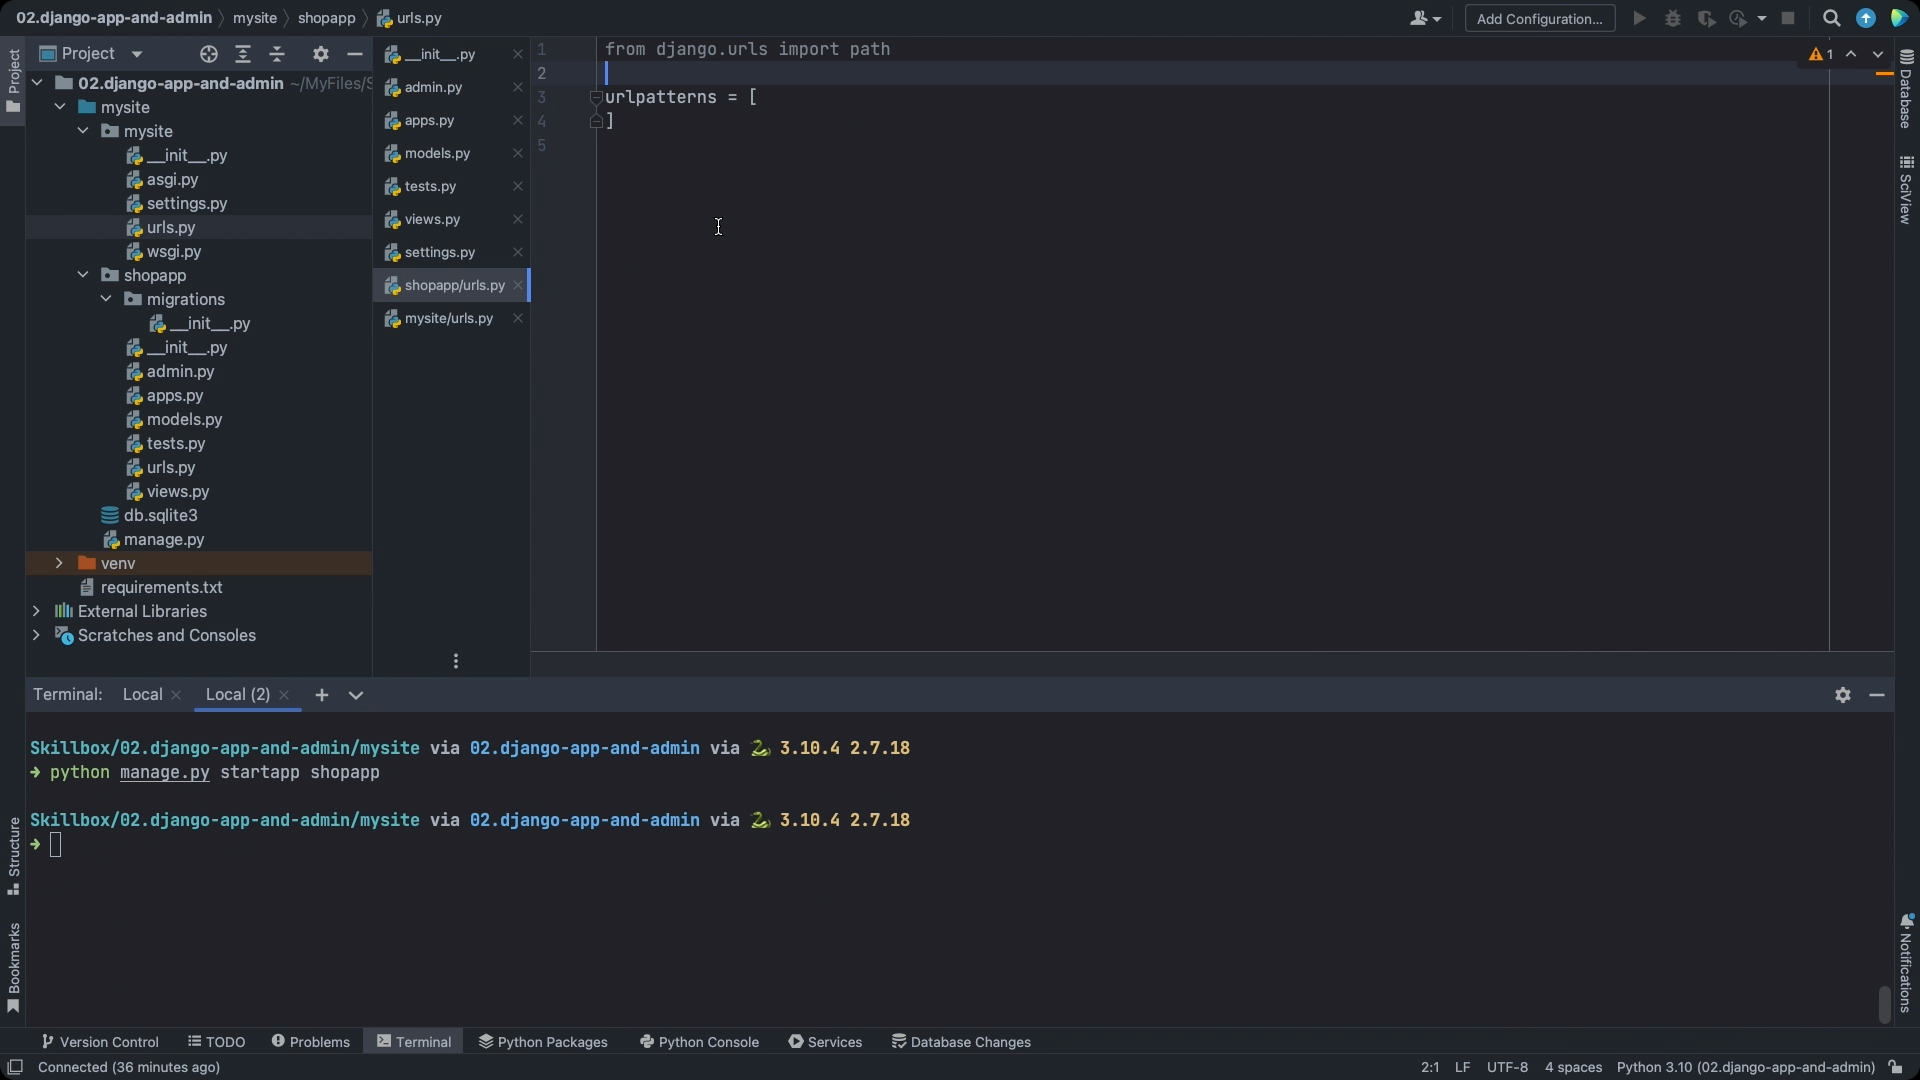 02.django-app-and-admin mysite shopapp urls.py
Add Configuration...
Project
Project
02.django-app-and-admin ~/MyFiles/S
mysite
mysite
__init__.py
asgi.py
settings.py
urls.py
wsgi.py
shopapp
migrations
__init__.py
__init__.py
admin.py
apps.py
models.py
tests.py
urls.py
views.py
db.sqlite3
manage.py
venv
requirements.txt
External Libraries
Scratches and Consoles
__init__.py
admin.py
apps.py
models.py
tests.py
views.py
settings.py
shopapp/urls.py
mysite/urls.py
1 from django.urls import path
2
3 urlpatterns = [
4 ]
5
1
Database
SciView
Terminal: Local Local (2)
Skillbox/02.django-app-and-admin/mysite via 02.django-app-and-admin via 3.10.4 2.7.18
python manage.py startapp shopapp
Skillbox/02.django-app-and-admin/mysite via 02.django-app-and-admin via 3.10.4 2.7.18
Structure
Bookmarks
Notifications
Version Control TODO Problems Terminal Python Packages Python Console Services Database Changes
Connected (36 minutes ago) 2:1 LF UTF-8 4 spaces Python 3.10 (02.django-app-and-admin)